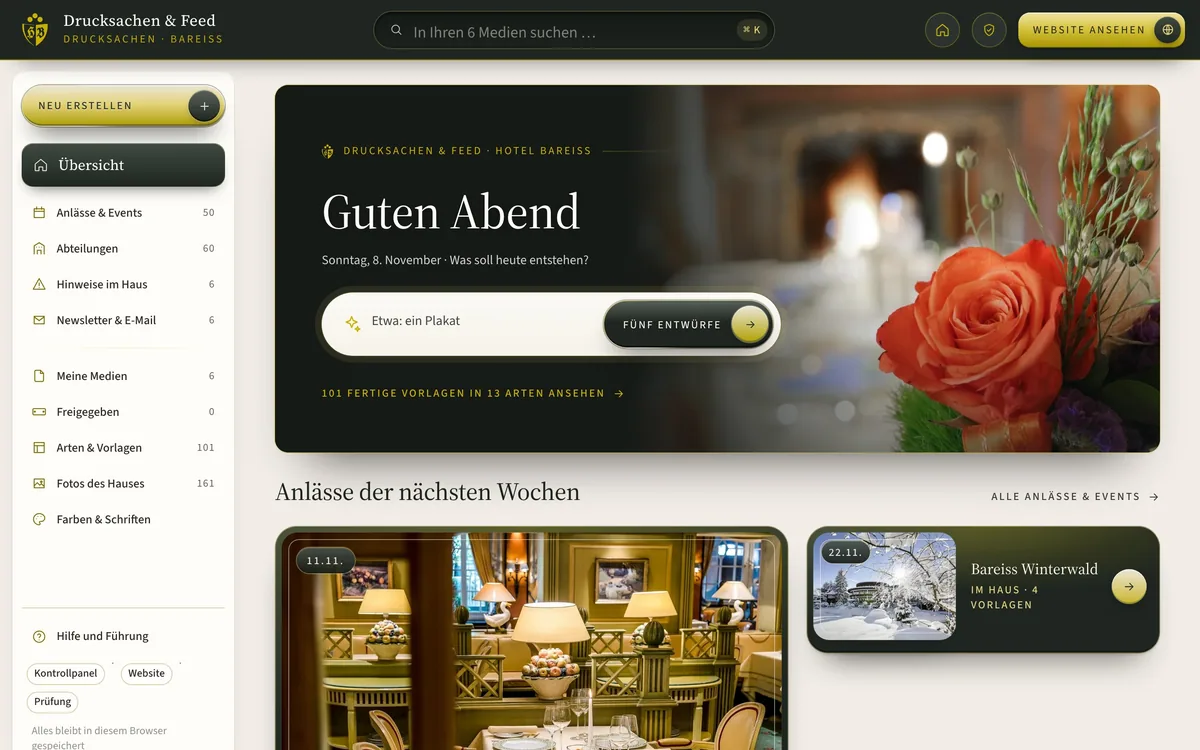 Drucksachen & Feed
DRUCKSACHEN · BAREISS
In Ihren 6 Medien suchen …
⌘ K
WEBSITE ANSEHEN
NEU ERSTELLEN
Übersicht
Anlässe & Events 50
Abteilungen 60
Hinweise im Haus 6
Newsletter & E-Mail 6
Meine Medien 6
Freigegeben 0
Arten & Vorlagen 101
Fotos des Hauses 161
Farben & Schriften
Hilfe und Führung
Kontrollpanel · Website ·
Prüfung
Alles bleibt in diesem Browser
gespeichert
DRUCKSACHEN & FEED · HOTEL BAREISS
Guten Abend
Sonntag, 8. November · Was soll heute entstehen?
Etwa: ein Plakat
FÜNF ENTWÜRFE
101 FERTIGE VORLAGEN IN 13 ARTEN ANSEHEN
Anlässe der nächsten Wochen
ALLE ANLÄSSE & EVENTS
11.11.
22.11.
Bareiss Winterwald
IM HAUS · 4
VORLAGEN